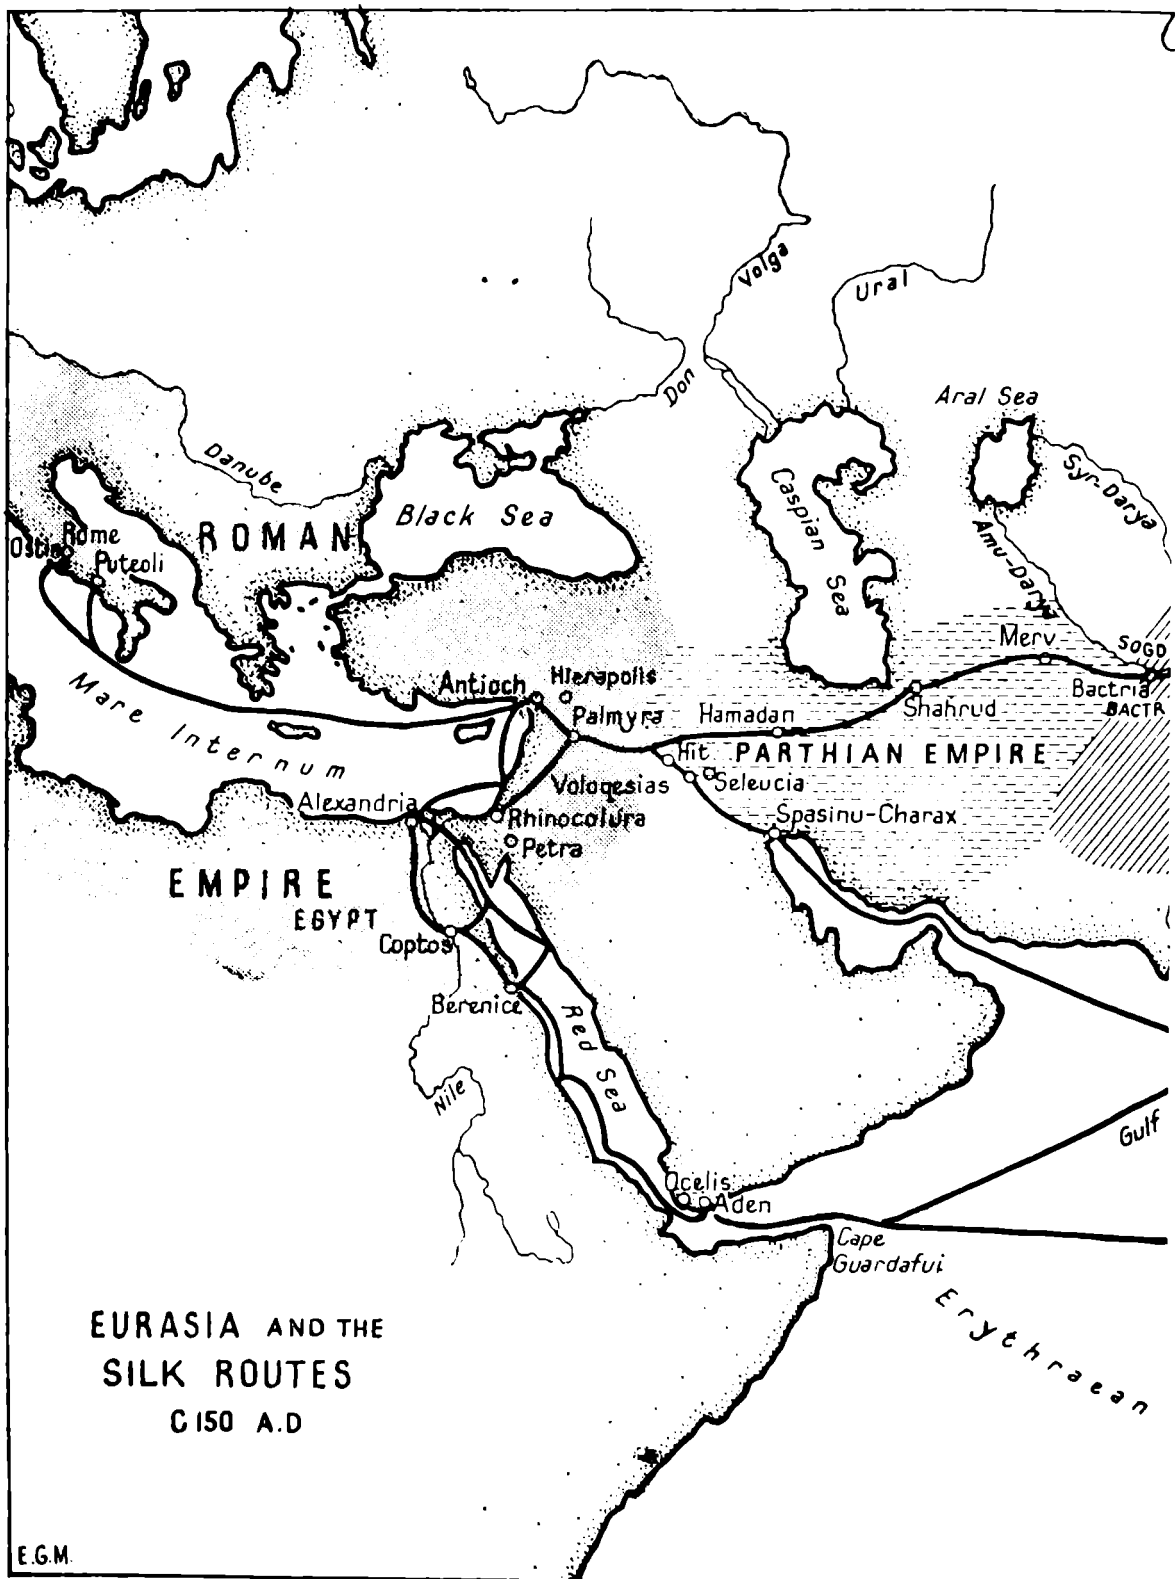 Volga
Ural
Don
Aral Sea
Syr-Darya
Amu-Darya
Danube
Black Sea
Caspian
Sea
ROMAN
Rome
Ostia
Puteoli
Merv
SOGD
Bactria
BACTR
Antioch
Hierapolis
Palmyra
Hamadan
Shahrud
Mare Internum
Hit
PARTHIAN EMPIRE
Vologesias
Seleucia
Alexandria
Rhinocolura
Spasinu-Charax
Petra
EMPIRE
EGYPT
Coptos
Berenice
Red
Sea
Nile
Gulf
Ocelis
Aden
Cape
Guardafui
Erythraean
EURASIA AND THE
SILK ROUTES
C 150 A.D
E.G.M.